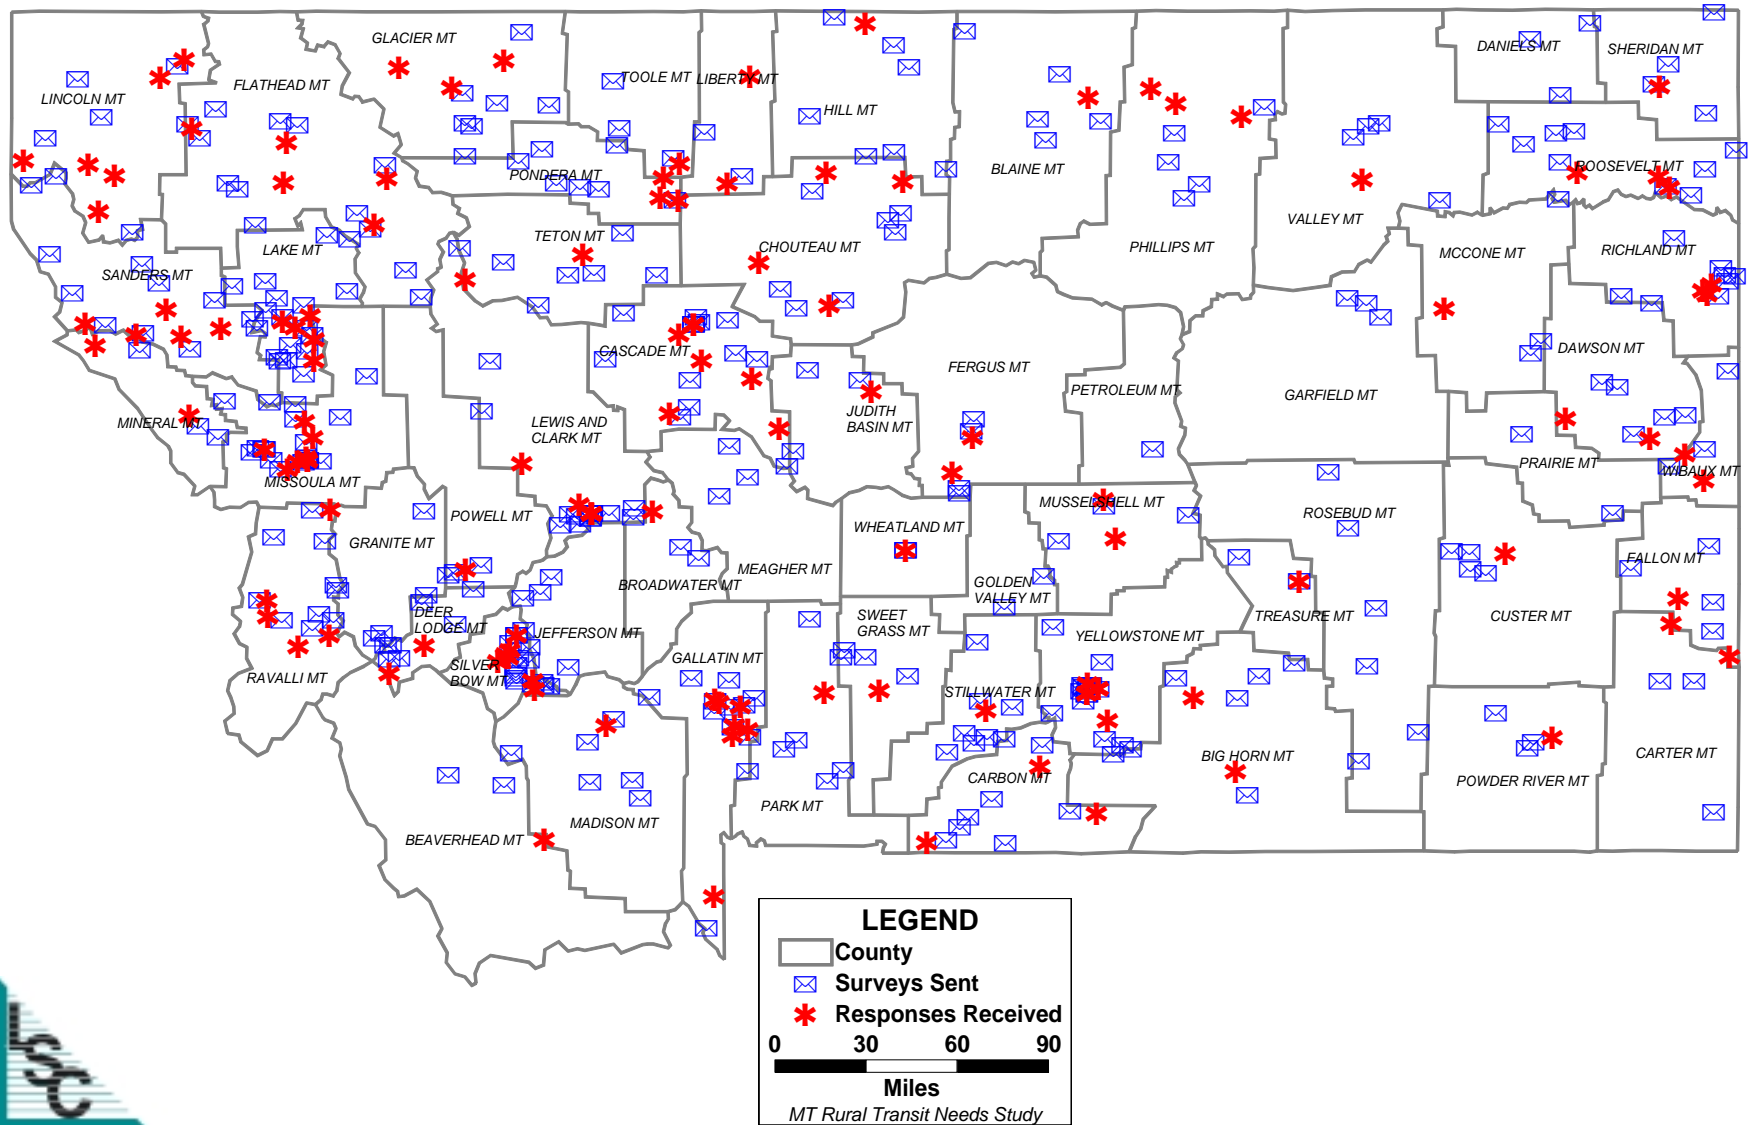 GLACIER MT
DANIELS MT
SHERIDAN MT
FLATHEAD MT
TOOLE MT
LIBERTY MT
LINCOLN MT
HILL MT
BLAINE MT
PONDERA MT
ROOSEVELT MT
VALLEY MT
TETON MT
CHOUTEAU MT
PHILLIPS MT
LAKE MT
MCCONE MT
RICHLAND MT
SANDERS MT
CASCADE MT
DAWSON MT
FERGUS MT
PETROLEUM MT
GARFIELD MT
JUDITH
BASIN MT
MINERAL MT
LEWIS AND
CLARK MT
PRAIRIE MT
WIBAUX MT
MISSOULA MT
MUSSELSHELL MT
POWELL MT
WHEATLAND MT
ROSEBUD MT
GRANITE MT
FALLON MT
MEAGHER MT
BROADWATER MT
GOLDEN
VALLEY MT
DEER
LODGE MT
SWEET
GRASS MT
TREASURE MT
CUSTER MT
JEFFERSON MT
YELLOWSTONE MT
GALLATIN MT
SILVER
BOW MT
RAVALLI MT
STILLWATER MT
BIG HORN MT
CARTER MT
CARBON MT
POWDER RIVER MT
PARK MT
MADISON MT
BEAVERHEAD MT
LEGEND
County
Surveys Sent
Responses Received
0 30 60 90
Miles
MT Rural Transit Needs Study
LSC